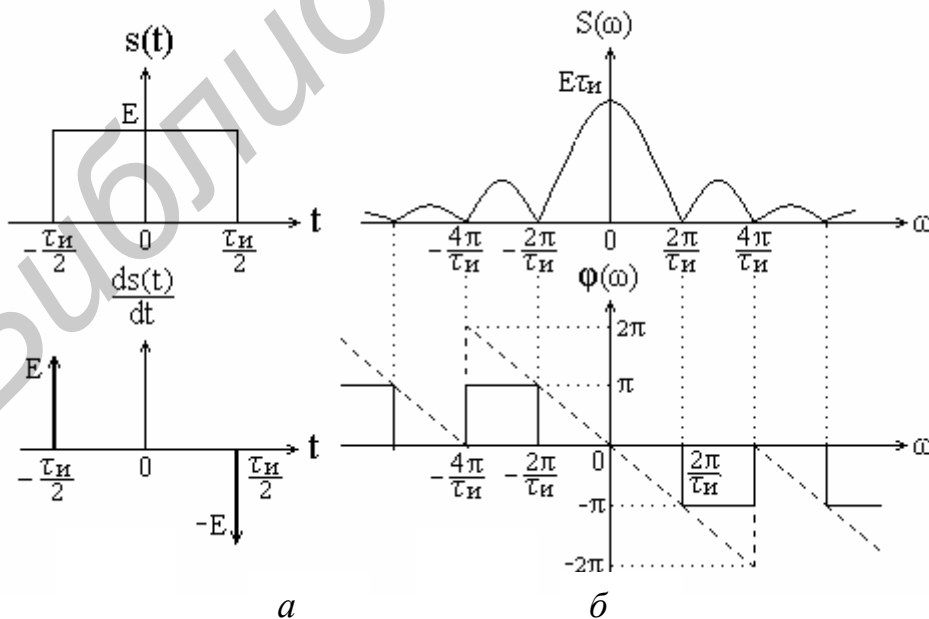 Библио
s(t)
E
t
-τи/2
0
τи/2
ds(t)/dt
E
t
-τи/2
0
τи/2
-E
а
S(ω)
Eτи
ω
-4π/τи
-2π/τи
0
2π/τи
4π/τи
φ(ω)
2π
π
ω
-4π/τи
-2π/τи
0
2π/τи
-π
-2π
б